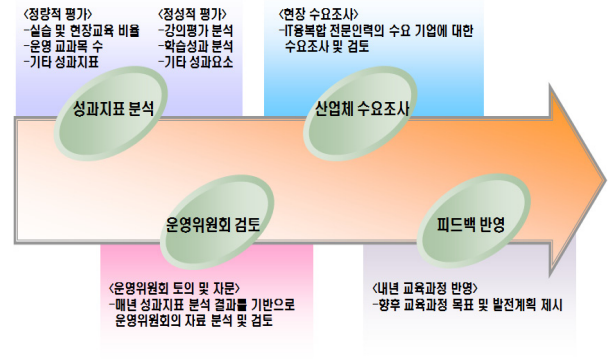 <정량적 평가>
-실습 및 현장교육 비율
-운영 교과목 수
-기타 성과지표
<정성적 평가>
-강의평가 분석
-학습성과 분석
-기타 성과요소
<현장 수요조사>
-IT융복합 전문인력의 수요 기업에 대한
수요조사 및 검토
성과지표 분석
산업체 수요조사
운영위원회 검토
피드백 반영
<운영위원회 토의 및 자문>
-매년 성과지표 분석 결과를 기반으로
운영위원회의 자료 분석 및 검토
<내년 교육과정 반영>
-향후 교육과정 목표 및 발전계획 제시